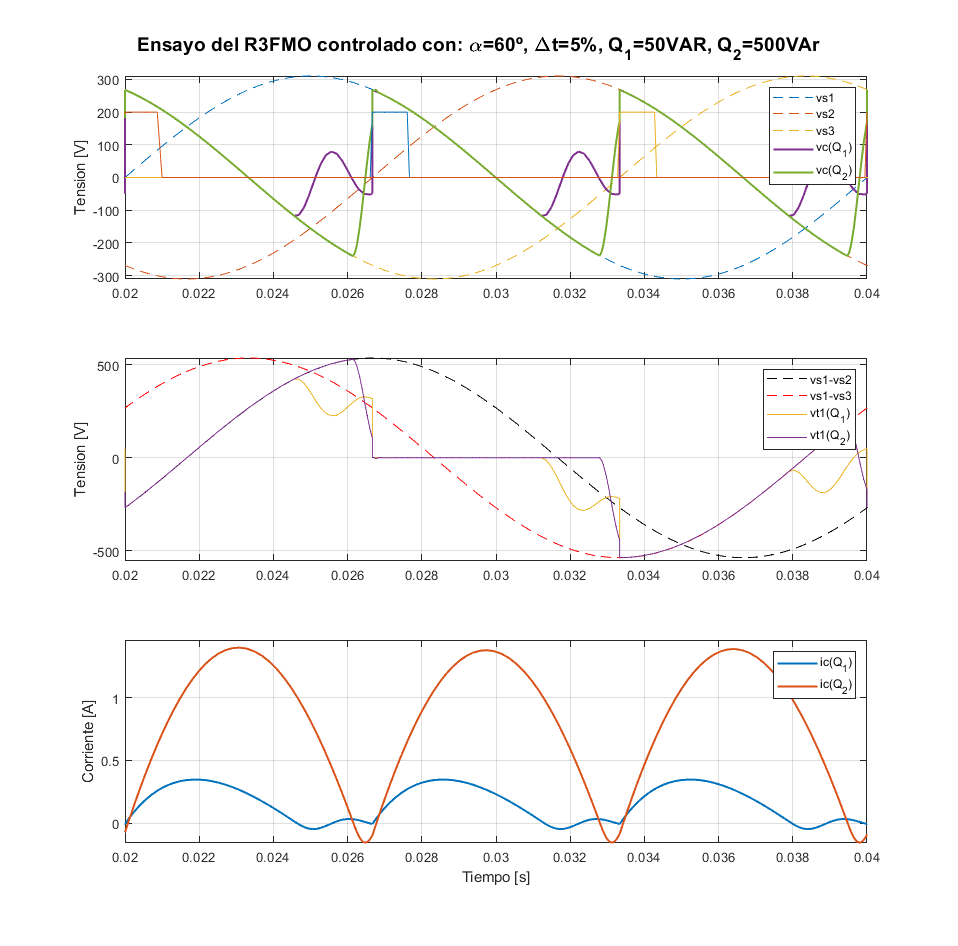 Ensayo del R3FMO controlado con: α=60º, Δt=5%, Q1=50VAR, Q2=500VAr
Tension [V]
300
200
100
0
-100
-200
-300
0.02 0.022 0.024 0.026 0.028 0.03 0.032 0.034 0.036 0.038 0.04
vs1
vs2
vs3
vc(Q1)
vc(Q2)
Tension [V]
500
0
-500
0.02 0.022 0.024 0.026 0.028 0.03 0.032 0.034 0.036 0.038 0.04
vs1-vs2
vs1-vs3
vt1(Q1)
vt1(Q2)
Corriente [A]
1
0.5
0
0.02 0.022 0.024 0.026 0.028 0.03 0.032 0.034 0.036 0.038 0.04
ic(Q1)
ic(Q2)
Tiempo [s]